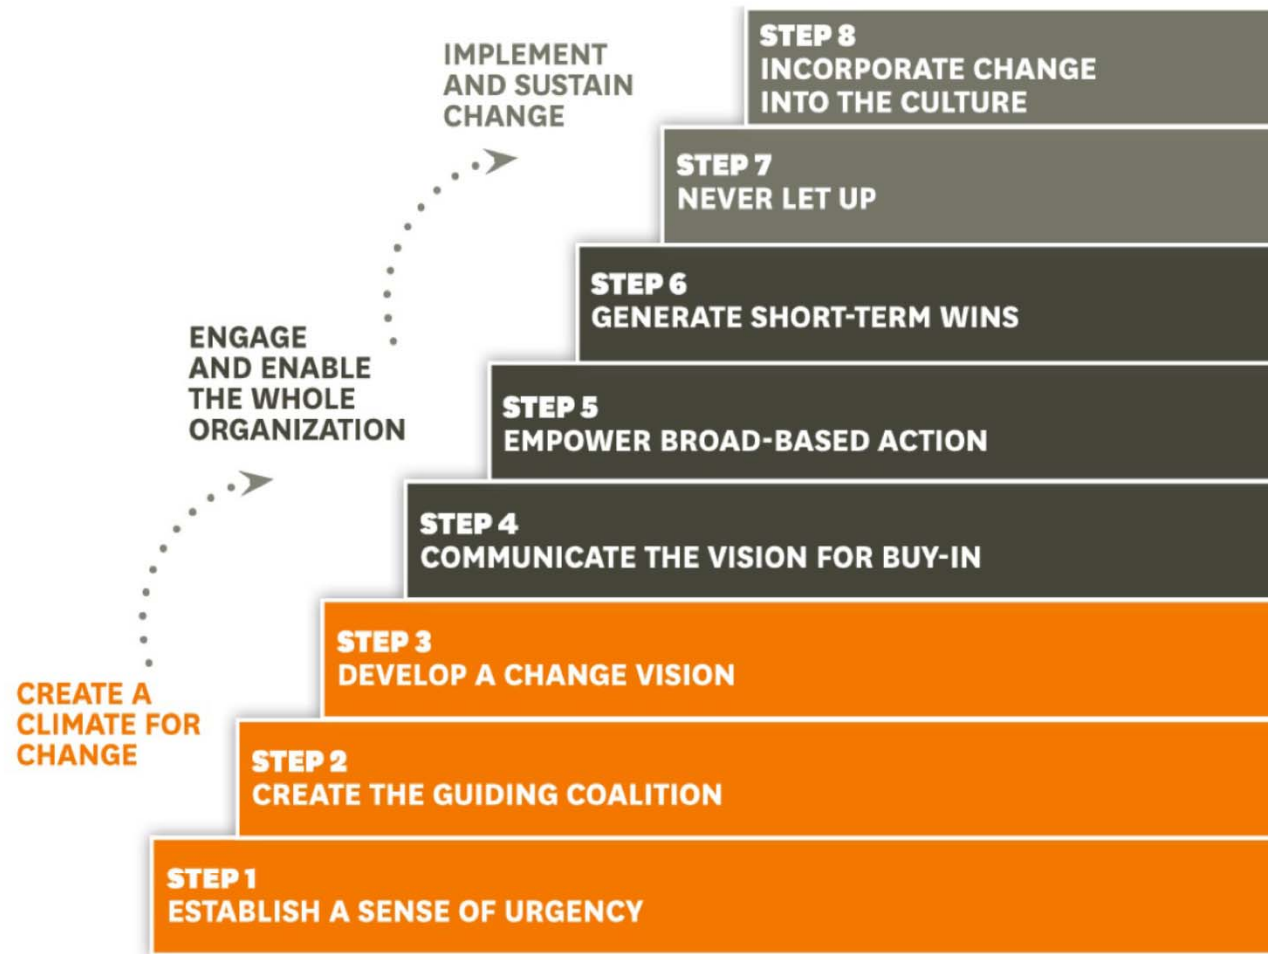 IMPLEMENT
AND SUSTAIN
CHANGE
ENGAGE
AND ENABLE
THE WHOLE
ORGANIZATION
CREATE A
CLIMATE FOR
CHANGE
STEP 8
INCORPORATE CHANGE
INTO THE CULTURE
STEP 7
NEVER LET UP
STEP 6
GENERATE SHORT-TERM WINS
STEP 5
EMPOWER BROAD-BASED ACTION
STEP 4
COMMUNICATE THE VISION FOR BUY-IN
STEP 3
DEVELOP A CHANGE VISION
STEP 2
CREATE THE GUIDING COALITION
STEP 1
ESTABLISH A SENSE OF URGENCY